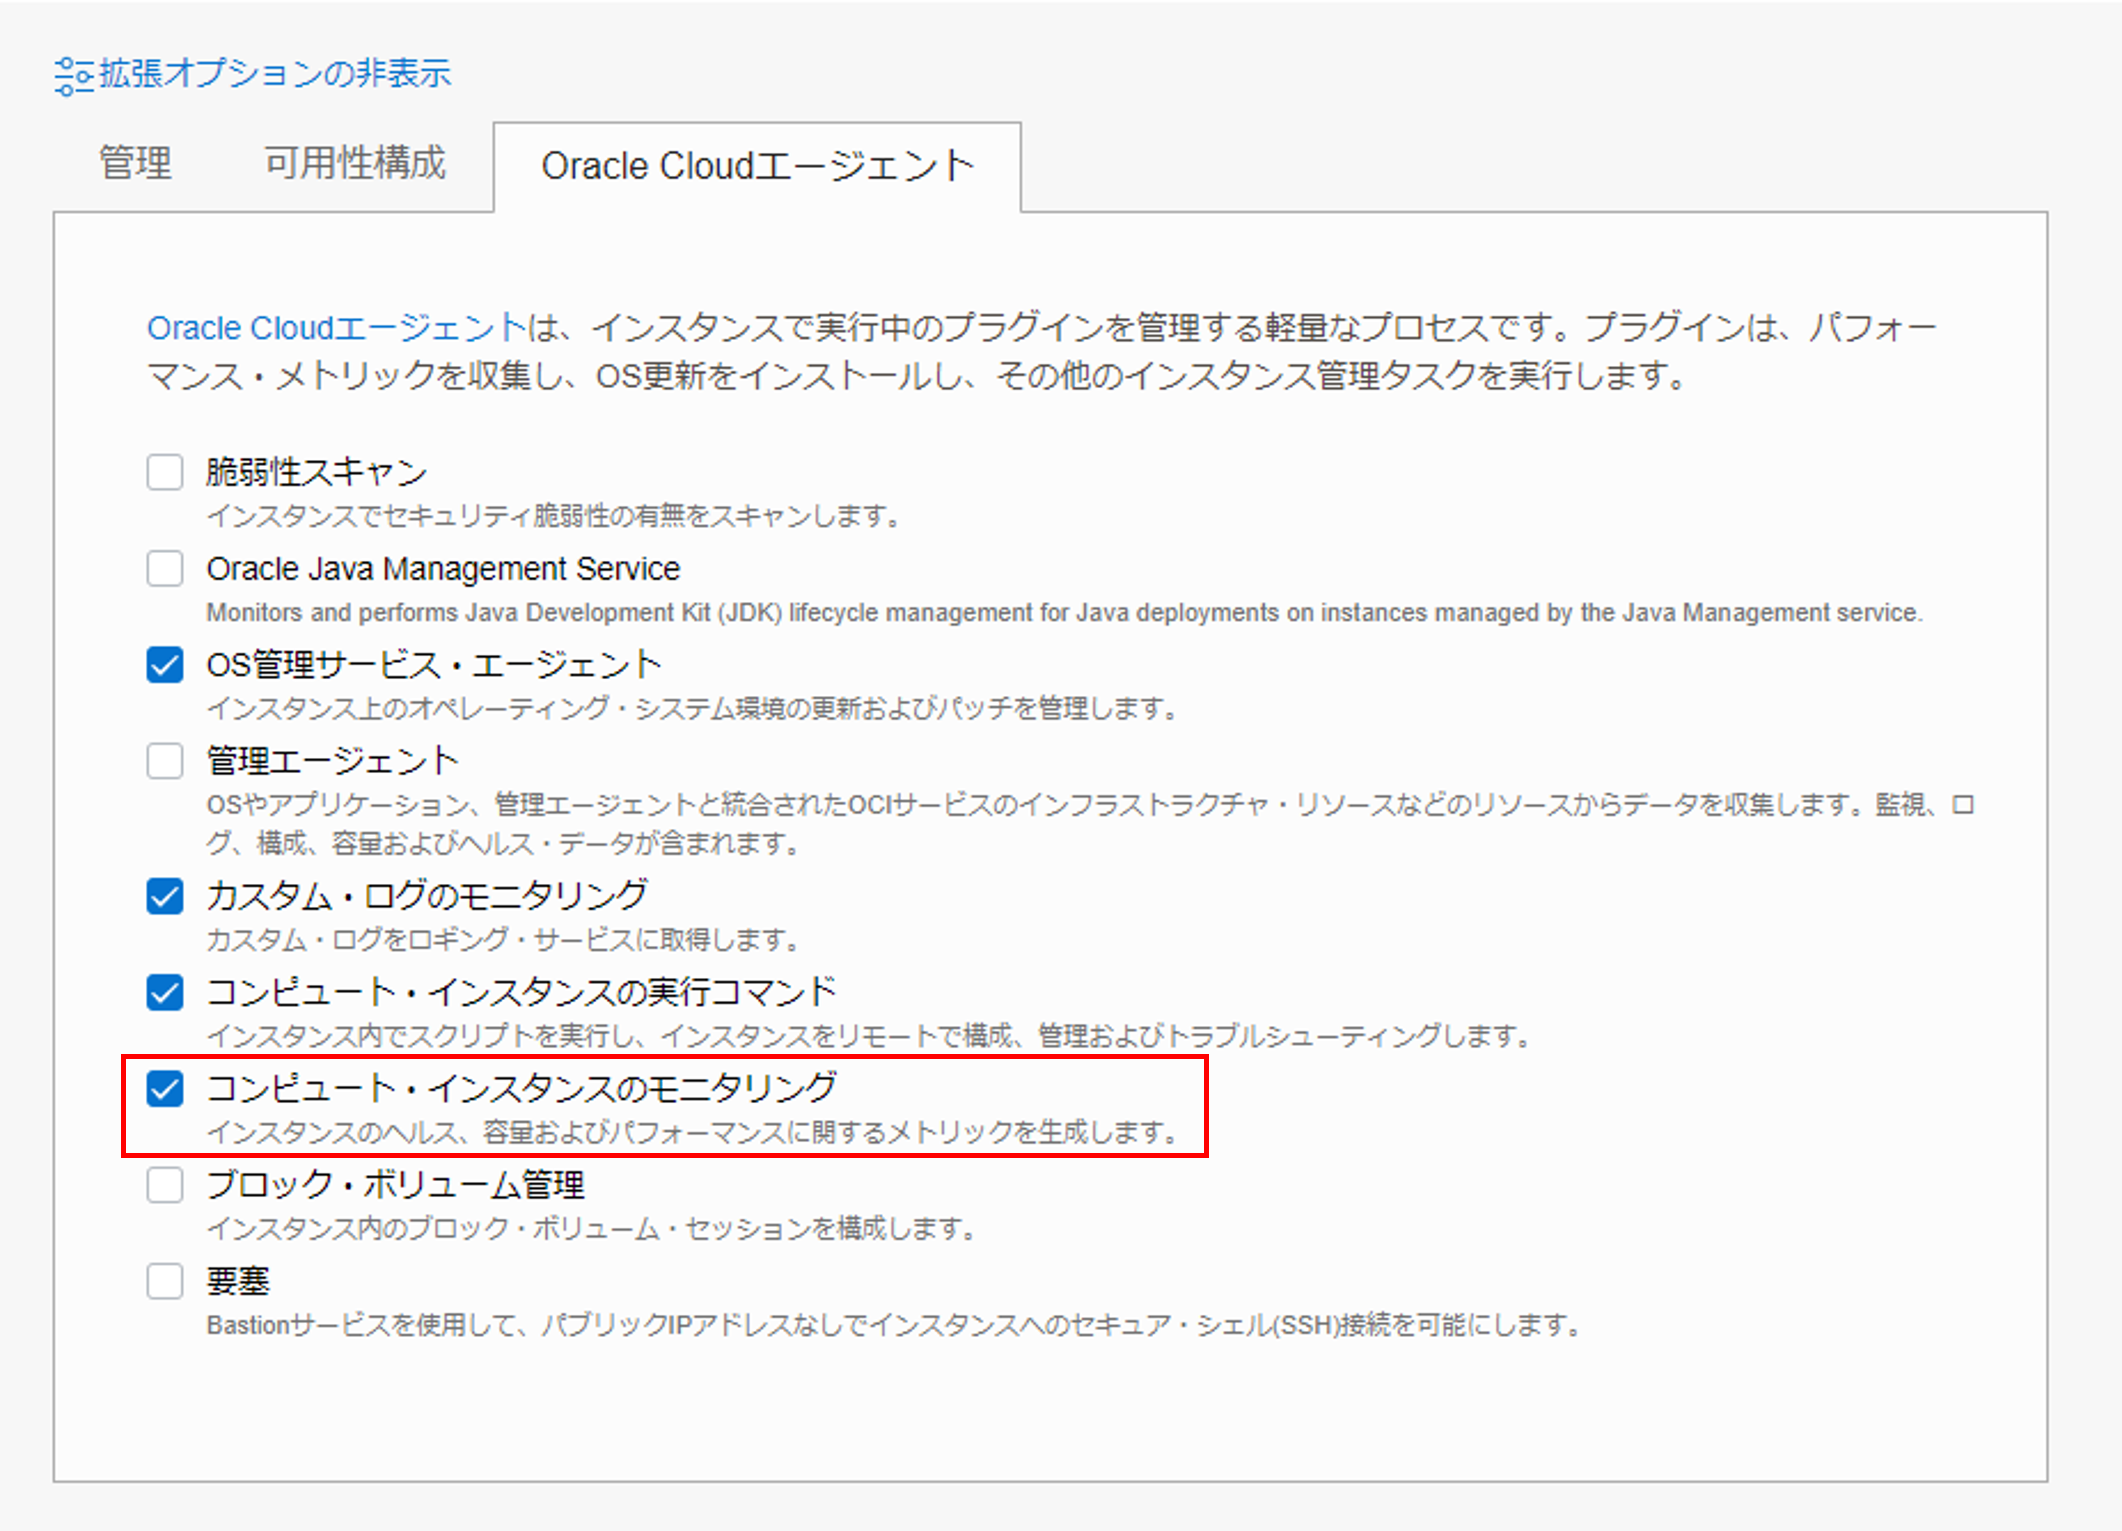 拡張オプションの非表示
管理 可用性構成 Oracle Cloudエージェント
Oracle Cloudエージェントは、インスタンスで実行中のプラグインを管理する軽量なプロセスです。プラグインは、パフォー
マンス・メトリックを収集し、OS更新をインストールし、その他のインスタンス管理タスクを実行します。
脆弱性スキャン
インスタンスでセキュリティ脆弱性の有無をスキャンします。
Oracle Java Management Service
Monitors and performs Java Development Kit (JDK) lifecycle management for Java deployments on instances managed by the Java Management service.
OS管理サービス・エージェント
インスタンス上のオペレーティング・システム環境の更新およびパッチを管理します。
管理エージェント
OSやアプリケーション、管理エージェントと統合されたOCIサービスのインフラストラクチャ・リソースなどのリソースからデータを収集します。監視、ロ
グ、構成、容量およびヘルス・データが含まれます。
カスタム・ログのモニタリング
カスタム・ログをロギング・サービスに取得します。
コンピュート・インスタンスの実行コマンド
インスタンス内でスクリプトを実行し、インスタンスをリモートで構成、管理およびトラブルシューティングします。
コンピュート・インスタンスのモニタリング
インスタンスのヘルス、容量およびパフォーマンスに関するメトリックを生成します。
ブロック・ボリューム管理
インスタンス内のブロック・ボリューム・セッションを構成します。
要塞
Bastionサービスを使用して、パブリックIPアドレスなしでインスタンスへのセキュア・シェル(SSH)接続を可能にします。